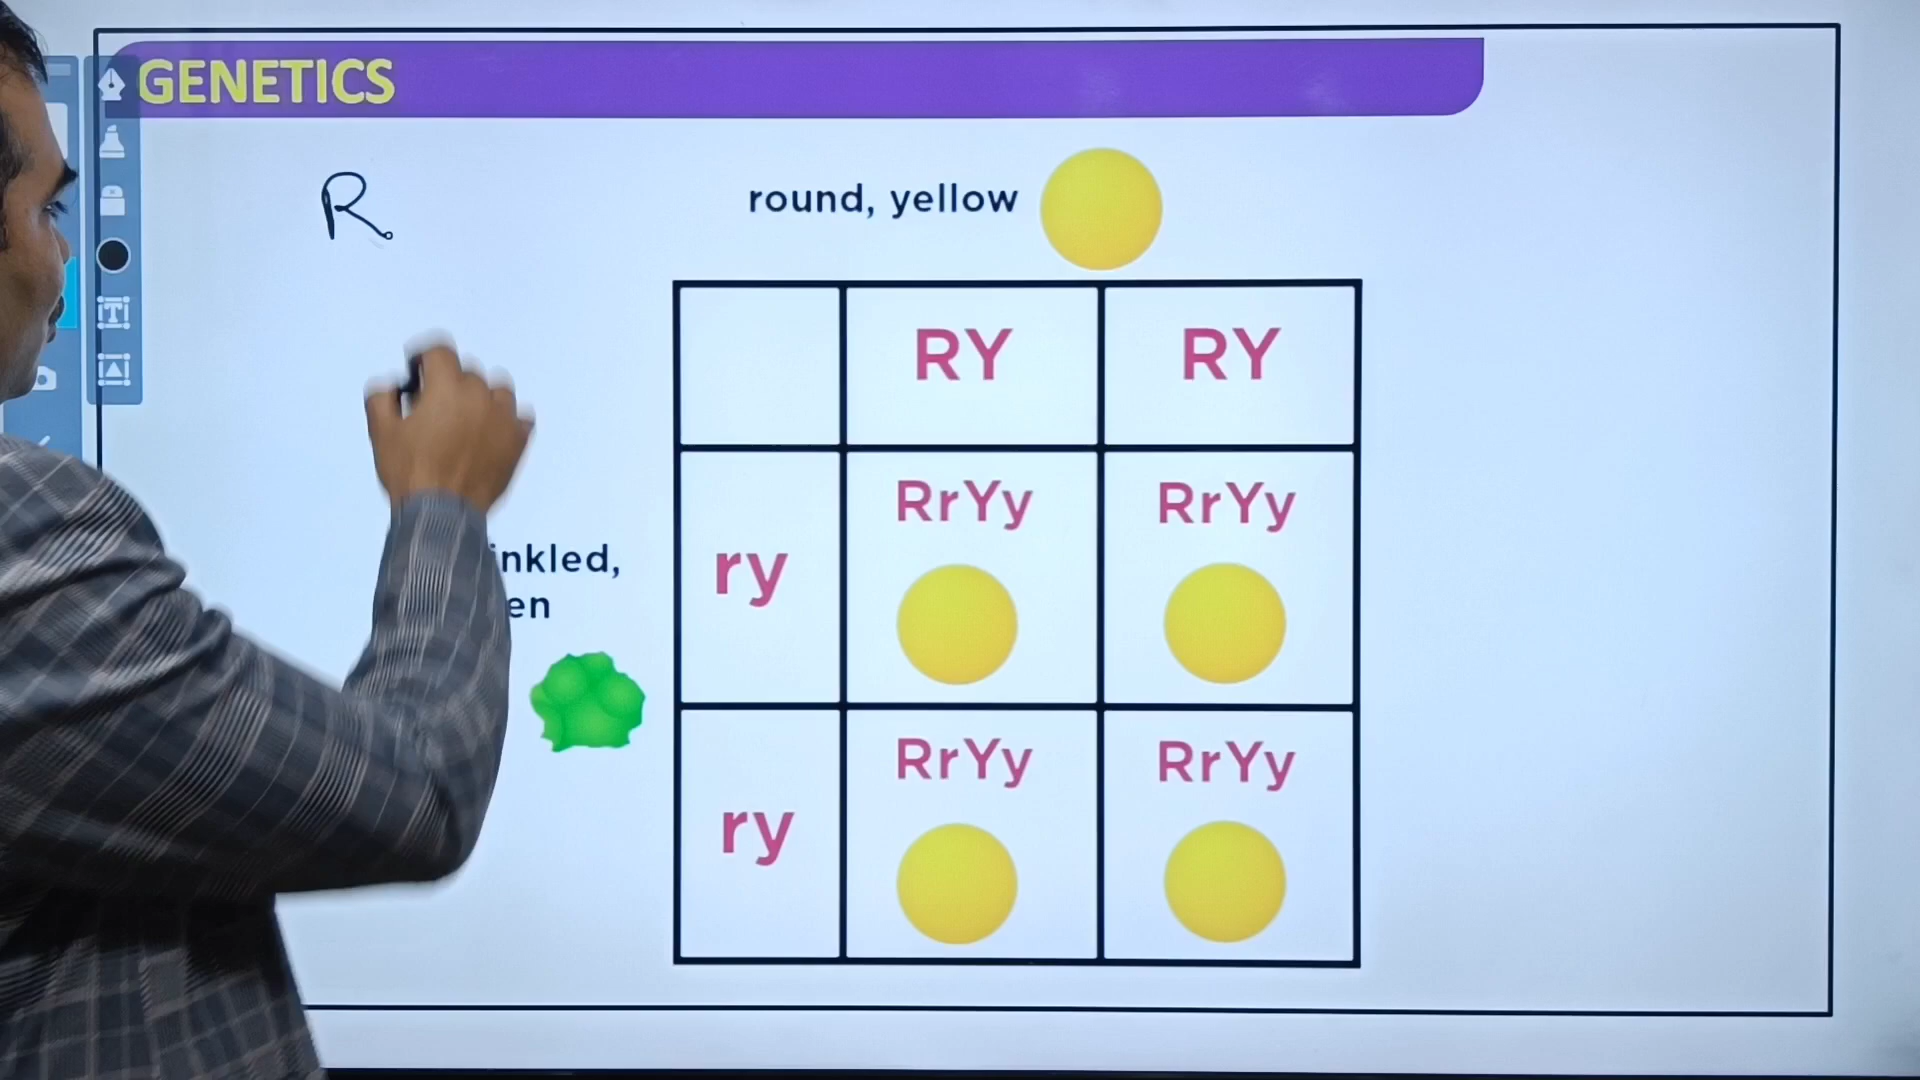 GENETICS
R
round, yellow
RY RY
RrYy RrYy
inkled,
ry
en
RrYy RrYy
ry